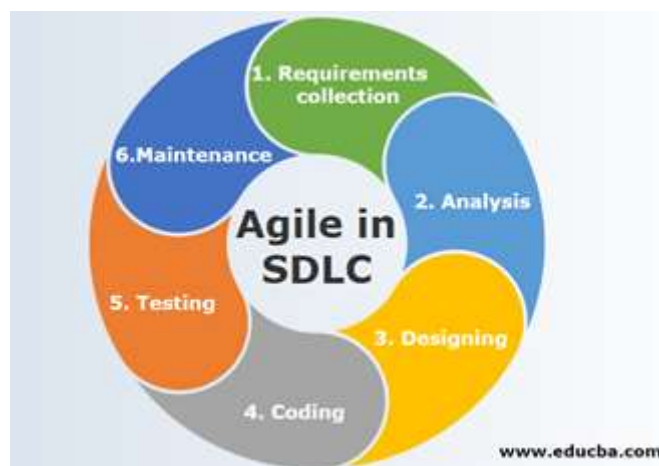 1. Requirements
collection
2. Analysis
3. Designing
4. Coding
5. Testing
6.Maintenance
Agile in
SDLC
www.educba.com